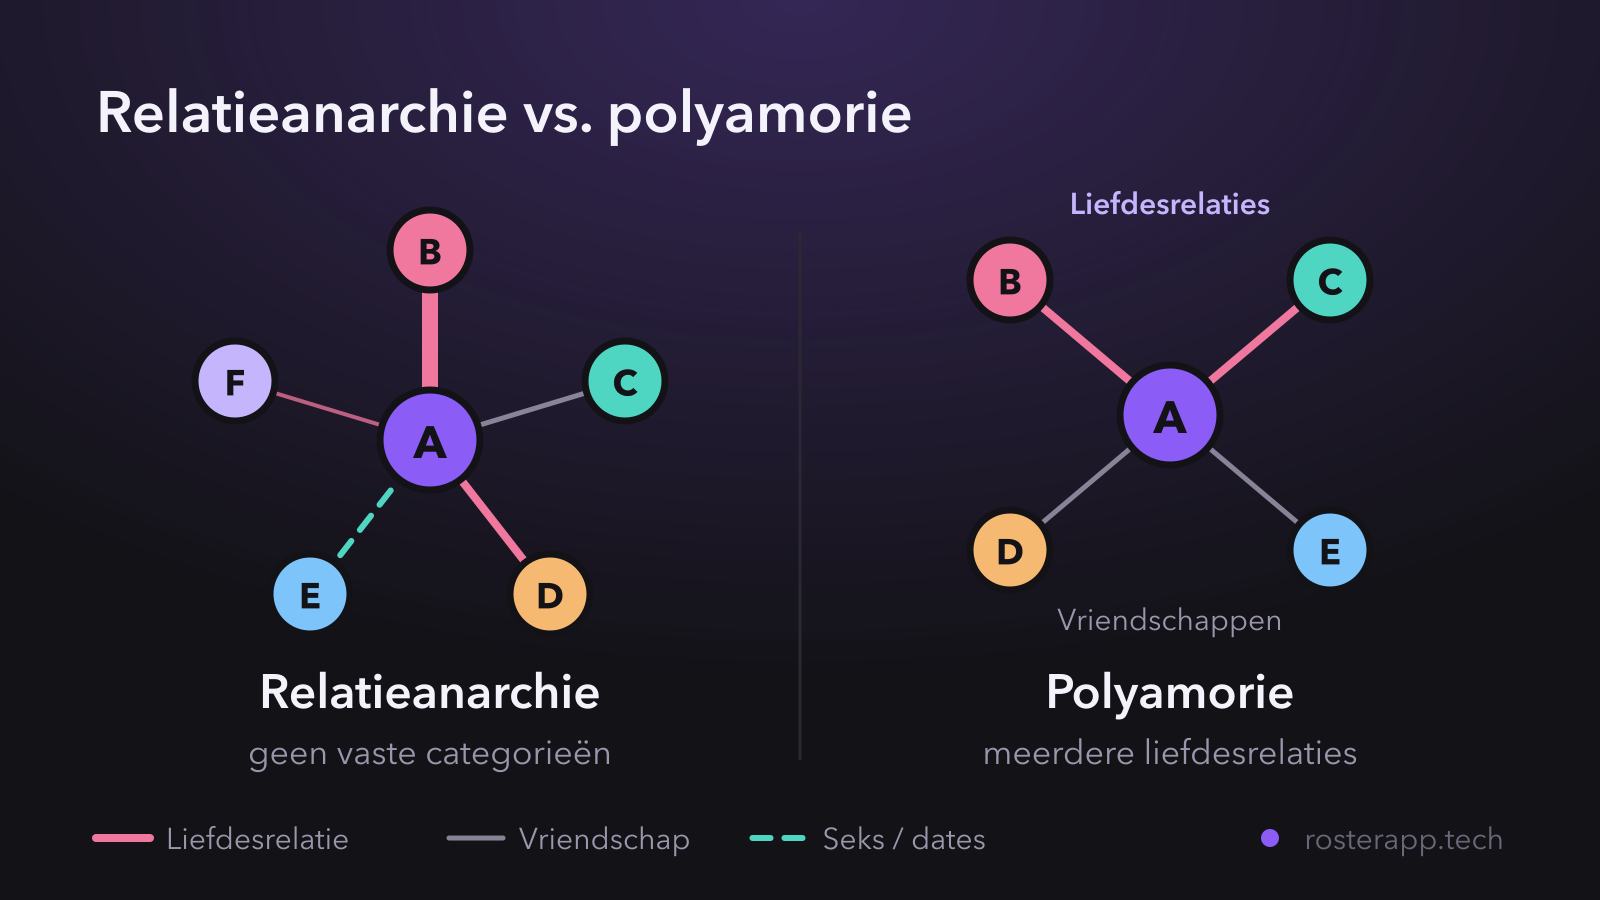 Relatieanarchie vs. polyamorie
B
F
C
A
E
D
Relatieanarchie
geen vaste categorieën
Liefdesrelaties
B
C
A
D
E
Vriendschappen
Polyamorie
meerdere liefdesrelaties
Liefdesrelatie
Vriendschap
Seks / dates
rosterapp.tech